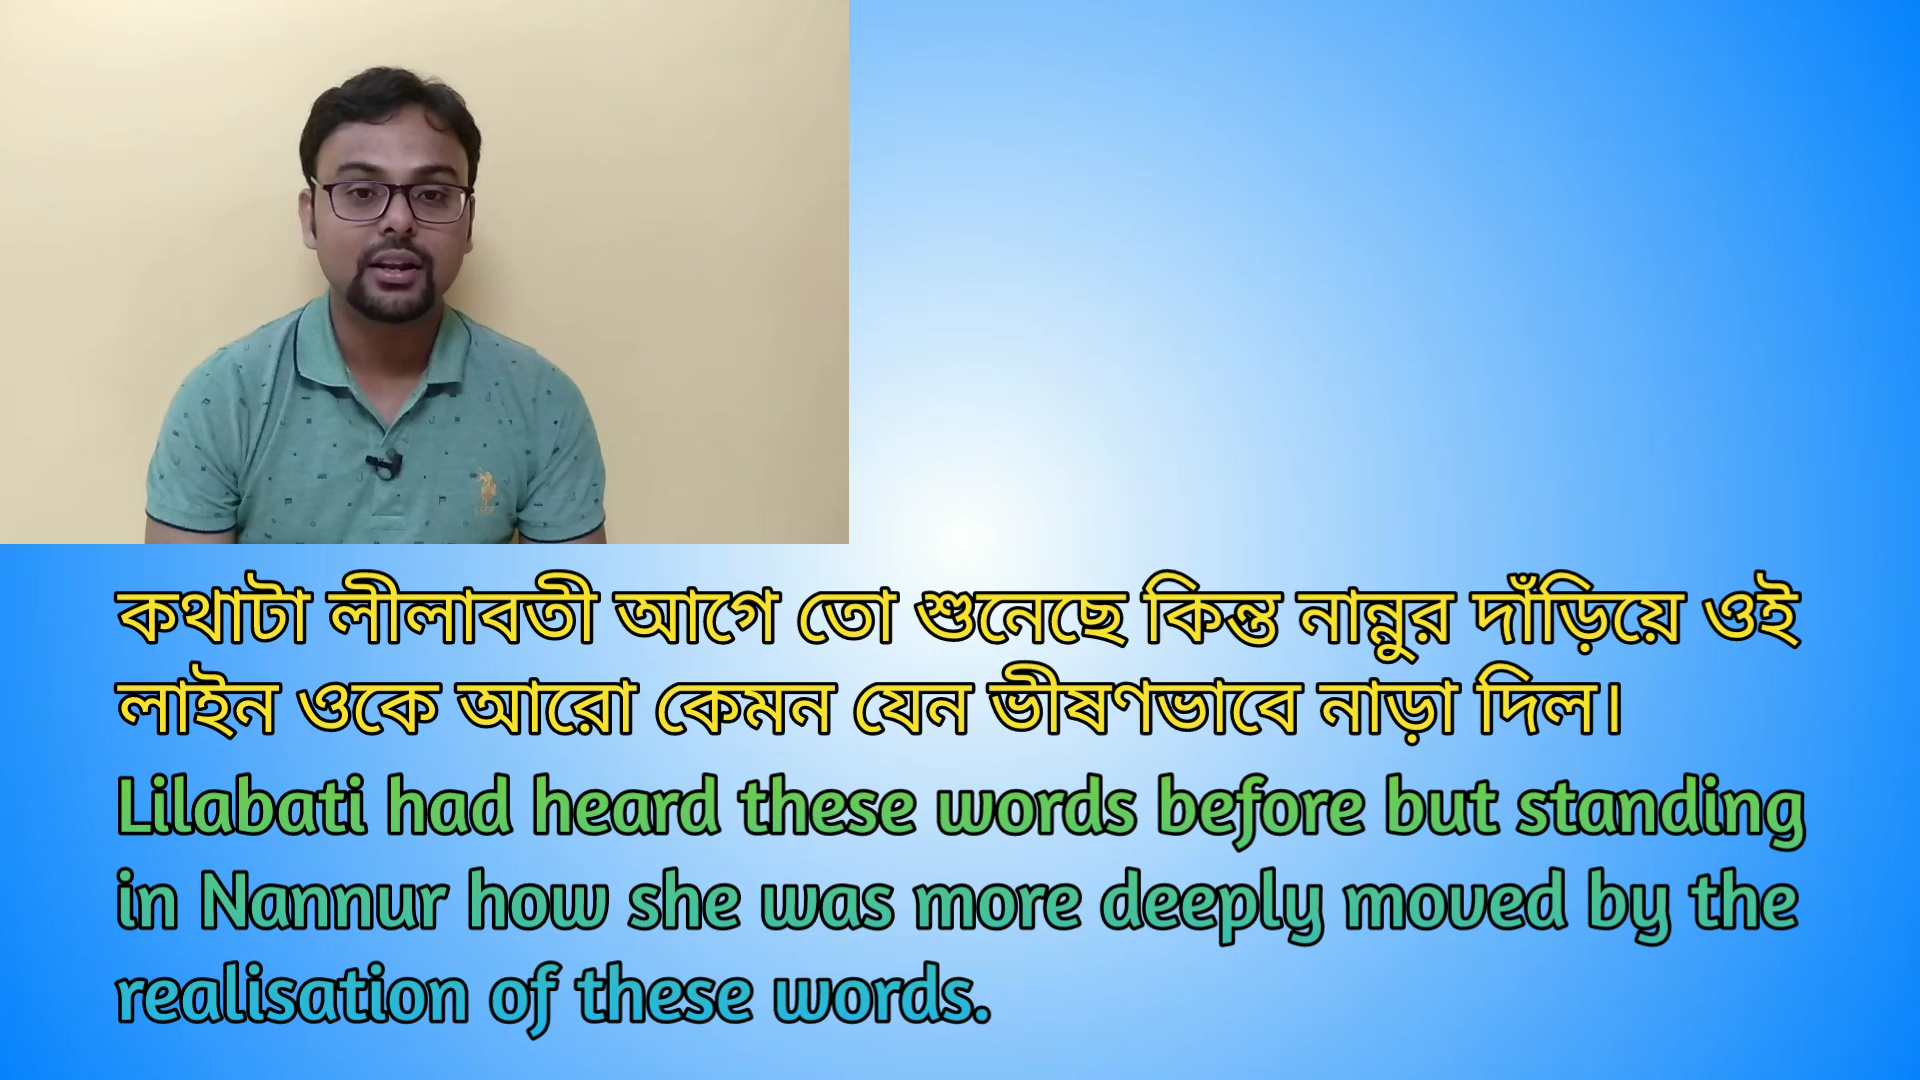 কথাটা লীলাবতী আগে তো শুনেছে কিন্ত নান্নুর দাঁড়িয়ে ওই
লাইন ওকে আরো কেমন যেন ভীষণভাবে নাড়া দিল।
Lilabati had heard these words before but standing
in Nannur how she was more deeply moved by the
realisation of these words.